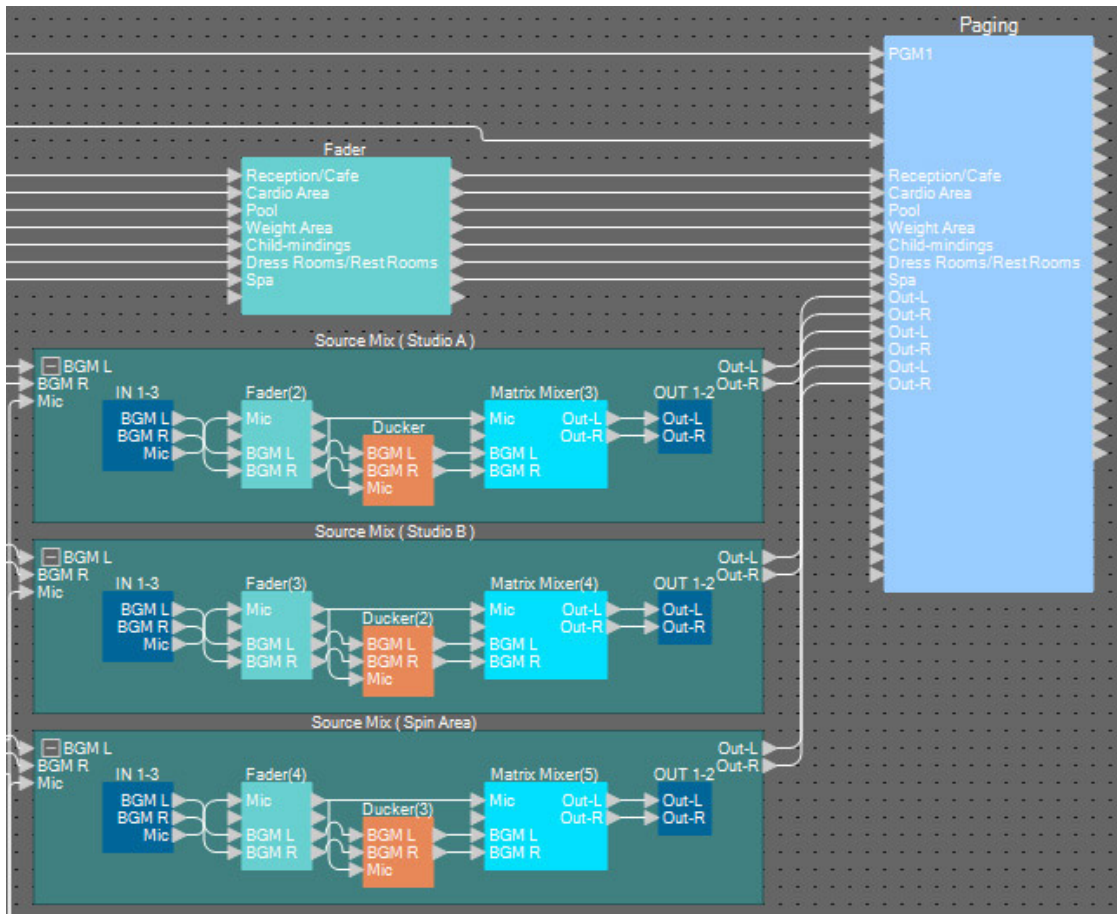 Paging
PGM1
Fader
Reception/Cafe
Cardio Area
Pool
Weight Area
Child-mindings
Dress Rooms/Rest Rooms
Spa
Reception/Cafe
Cardio Area
Pool
Weight Area
Child-mindings
Dress Rooms/Rest Rooms
Spa
Out-L
Out-R
Out-L
Out-R
Out-L
Out-R
Source Mix ( Studio A )
BGM L
BGM R
Mic
IN 1-3
BGM L
BGM R
Mic
Fader(2)
Mic
BGM L
BGM R
Ducker
BGM L
BGM R
Mic
Matrix Mixer(3)
Mic Out-L
Out-R
BGM L
BGM R
OUT 1-2
Out-L
Out-R
Out-L
Out-R
Source Mix ( Studio B )
BGM L
BGM R
Mic
IN 1-3
BGM L
BGM R
Mic
Fader(3)
Mic
BGM L
BGM R
Ducker(2)
BGM L
BGM R
Mic
Matrix Mixer(4)
Mic Out-L
Out-R
BGM L
BGM R
OUT 1-2
Out-L
Out-R
Out-L
Out-R
Source Mix ( Spin Area)
BGM L
BGM R
Mic
IN 1-3
BGM L
BGM R
Mic
Fader(4)
Mic
BGM L
BGM R
Ducker(3)
BGM L
BGM R
Mic
Matrix Mixer(5)
Mic Out-L
Out-R
BGM L
BGM R
OUT 1-2
Out-L
Out-R
Out-L
Out-R